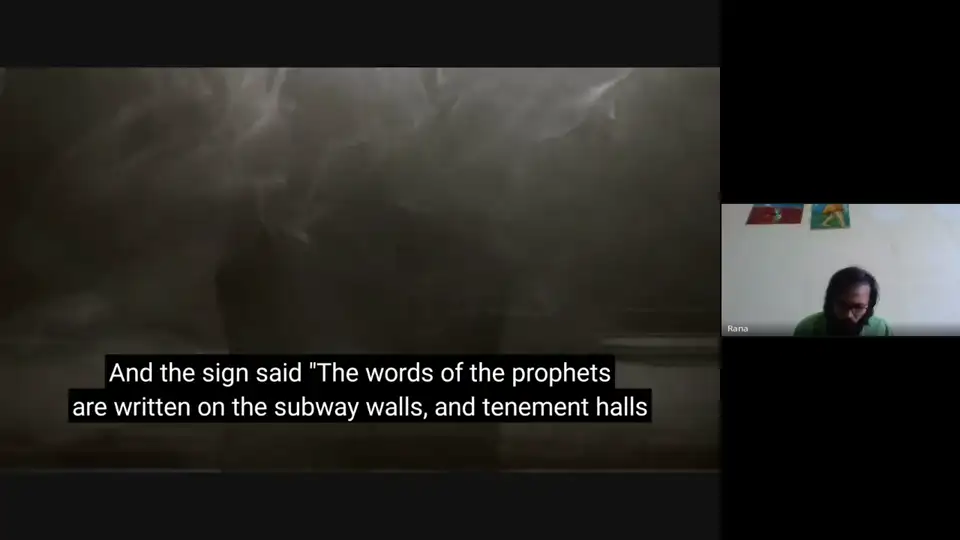 And the sign said "The words of the prophets
are written on the subway walls, and tenement halls
Rana